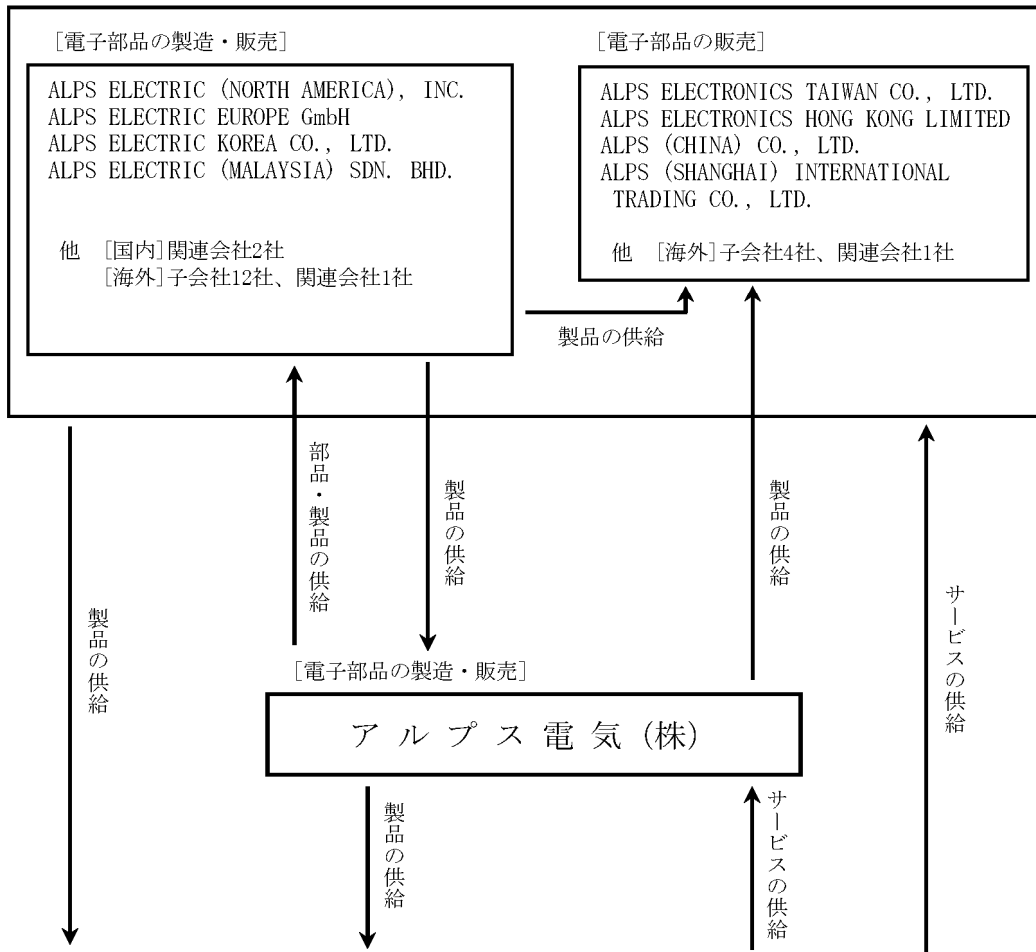 [電子部品の製造・販売]
ALPS ELECTRIC (NORTH AMERICA), INC.
ALPS ELECTRIC EUROPE GmbH
ALPS ELECTRIC KOREA CO., LTD.
ALPS ELECTRIC (MALAYSIA) SDN. BHD.
他 [国内]関連会社2社
[海外]子会社12社、関連会社1社
[電子部品の販売]
ALPS ELECTRONICS TAIWAN CO., LTD.
ALPS ELECTRONICS HONG KONG LIMITED
ALPS (CHINA) CO., LTD.
ALPS (SHANGHAI) INTERNATIONAL
TRADING CO., LTD.
他 [海外]子会社4社、関連会社1社
製品の供給
製品の供給
部品・製品の供給
製品の供給
製品の供給
サービスの供給
[電子部品の製造・販売]
アルプス電気(株)
製品の供給
サービスの供給